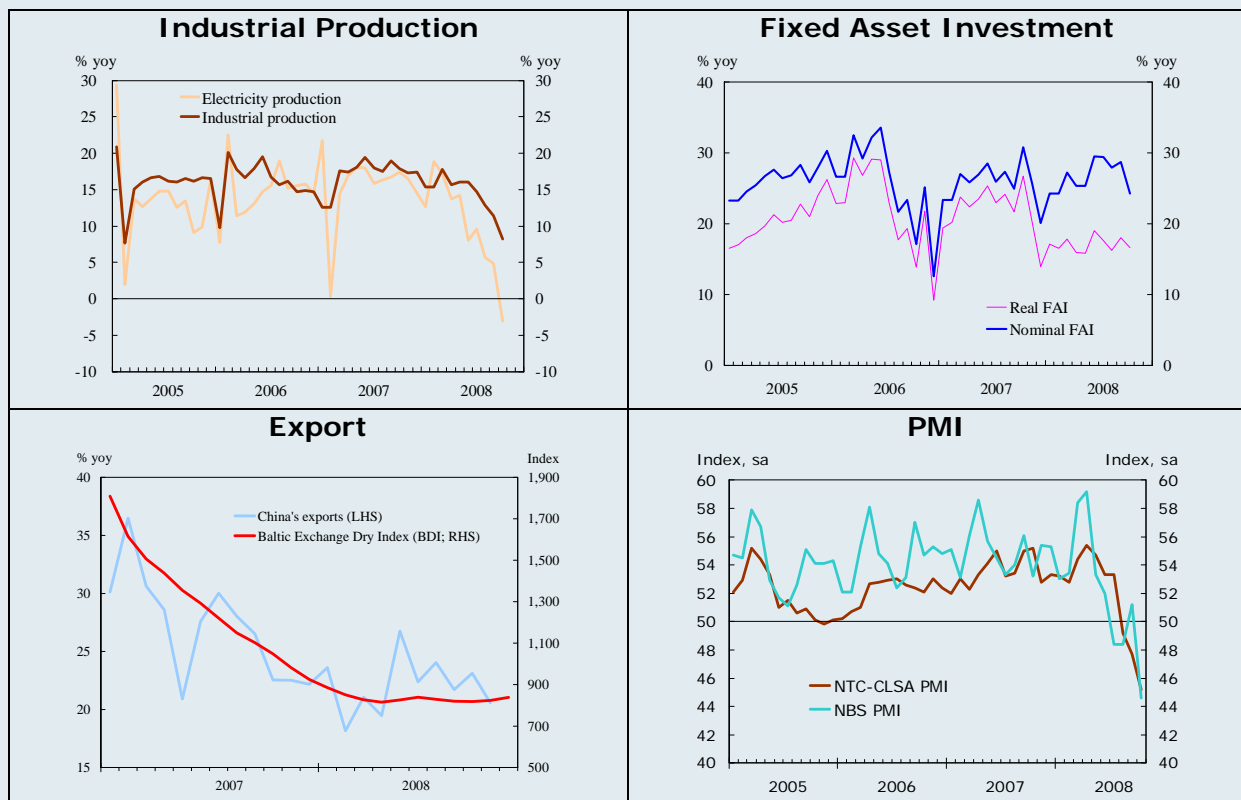 Industrial Production
% yoy
% yoy
30
25
20
15
10
5
0
-5
-10
30
25
20
15
10
5
0
-5
-10
Electricity production
Industrial production
2005 2006 2007 2008
Fixed Asset Investment
% yoy
% yoy
40
30
20
10
0
40
30
20
10
0
Real FAI
Nominal FAI
2005 2006 2007 2008
Export
% yoy
Index
40
35
30
25
20
15
1,900
1,700
1,500
1,300
1,100
900
700
500
China's exports (LHS)
Baltic Exchange Dry Index (BDI; RHS)
2007 2008
PMI
Index, sa
Index, sa
60
58
56
54
52
50
48
46
44
42
40
60
58
56
54
52
50
48
46
44
42
40
NTC-CLSA PMI
NBS PMI
2005 2006 2007 2008